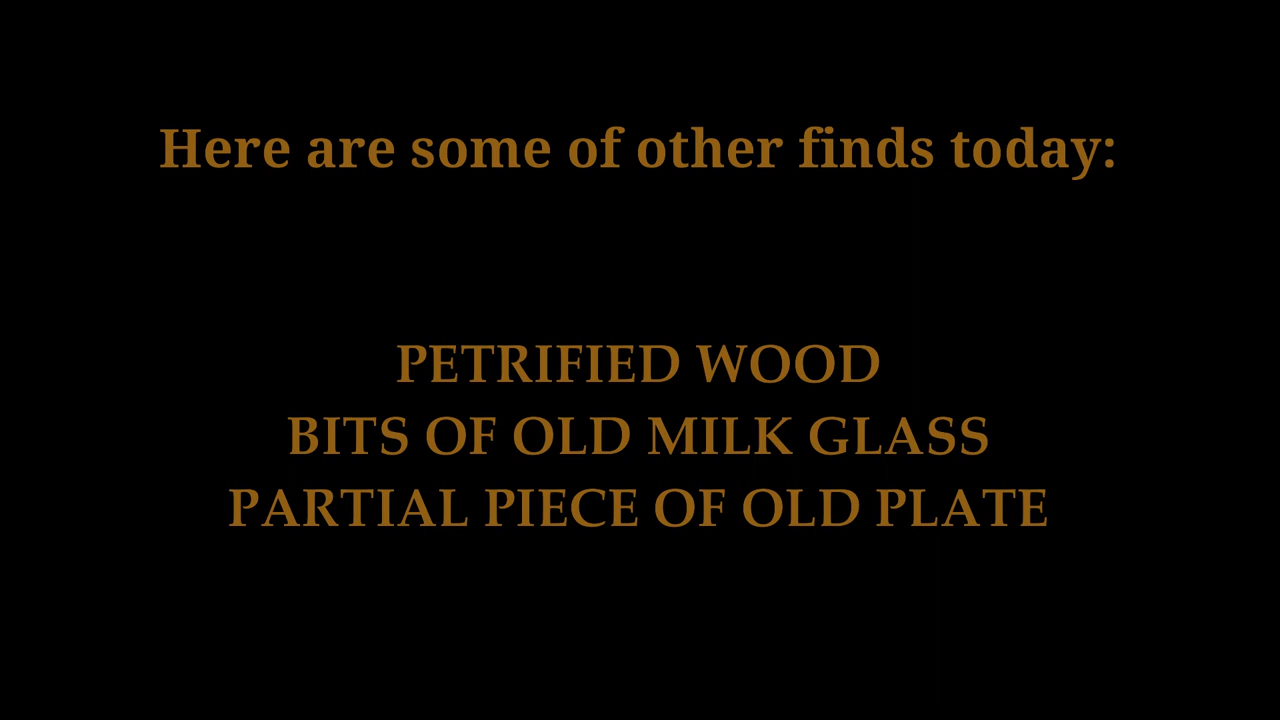 Here are some of other finds today:
PETRIFIED WOOD
BITS OF OLD MILK GLASS
PARTIAL PIECE OF OLD PLATE